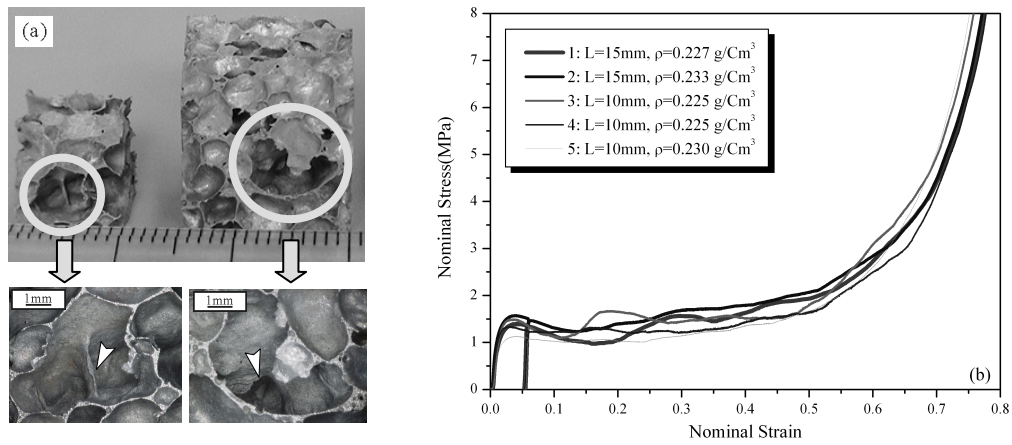 (a)
1mm
1mm
8
7
6
5
4
3
2
1
0
Nominal Stress(MPa)
1: L=15mm, ρ=0.227 g/Cm³
2: L=15mm, ρ=0.233 g/Cm³
3: L=10mm, ρ=0.225 g/Cm³
4: L=10mm, ρ=0.225 g/Cm³
5: L=10mm, ρ=0.230 g/Cm³
(b)
0.0 0.1 0.2 0.3 0.4 0.5 0.6 0.7 0.8
Nominal Strain